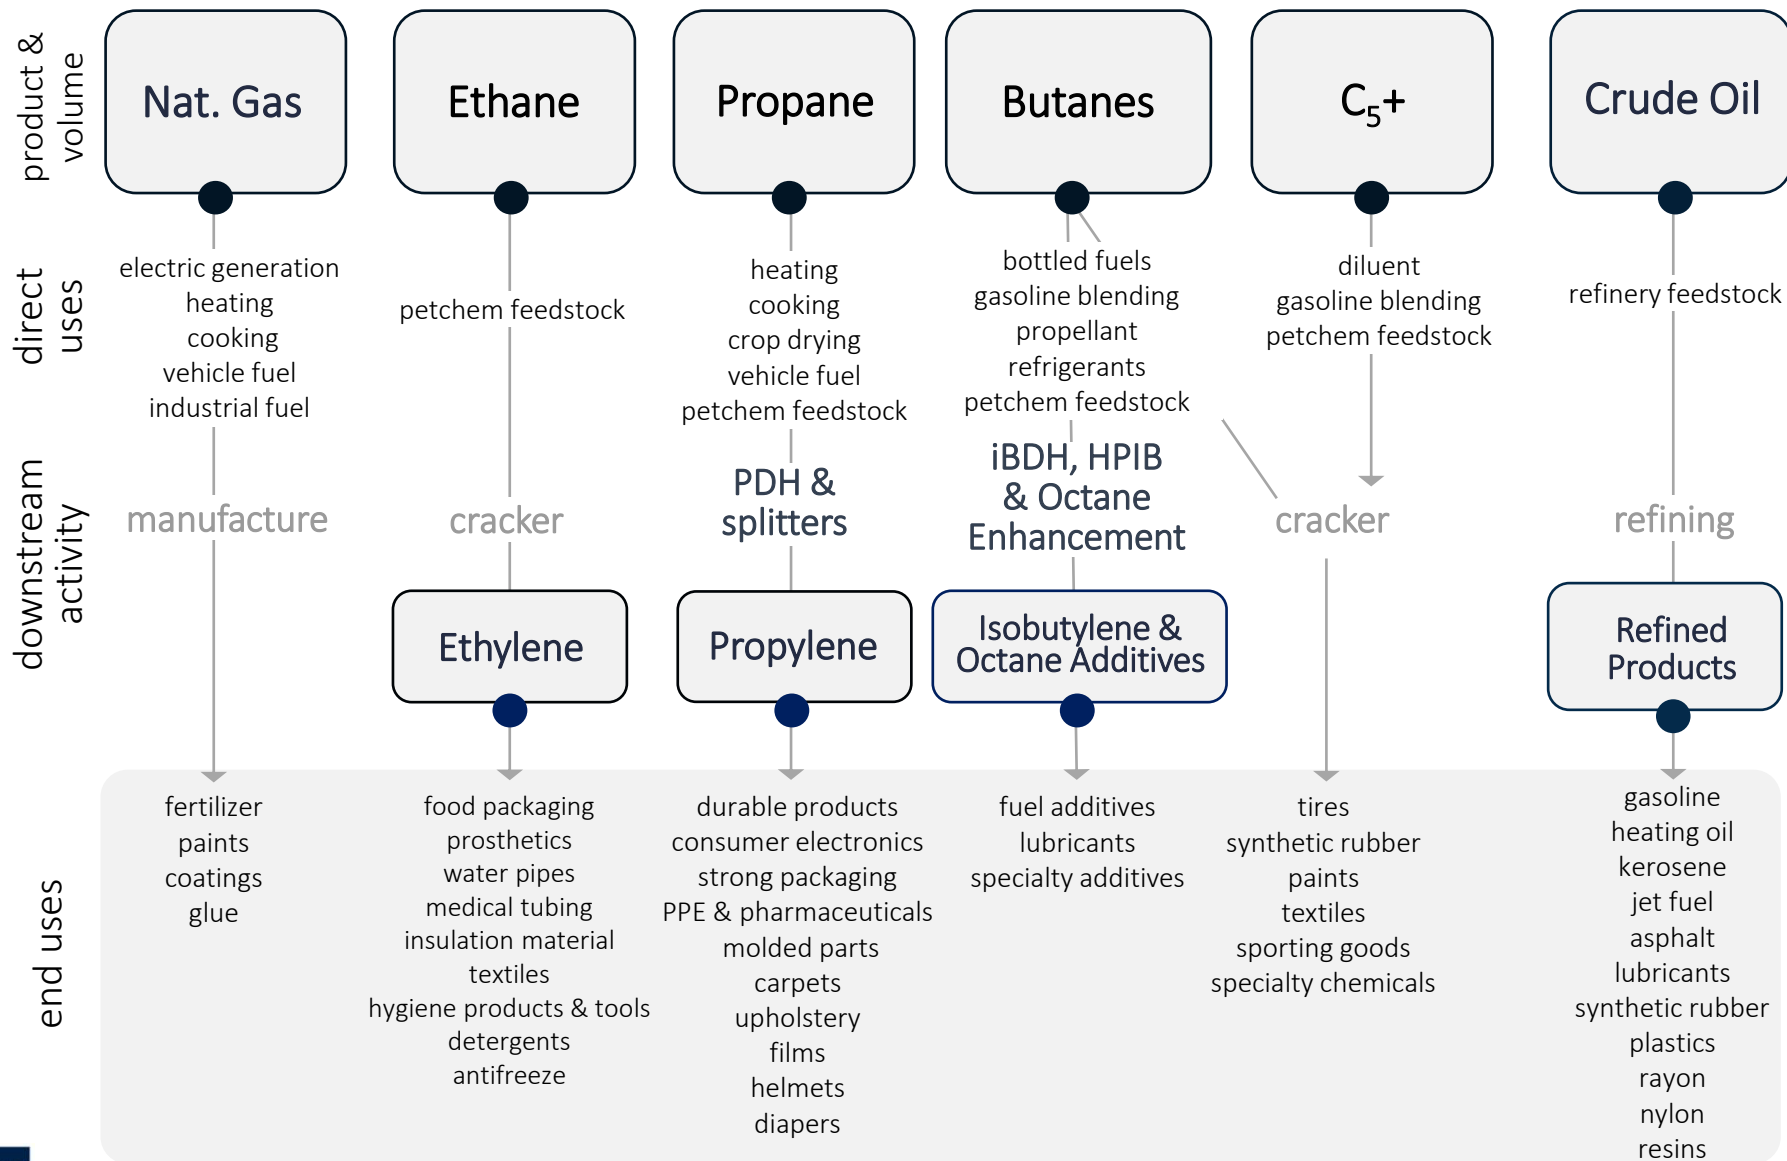 product &
volume
Nat. Gas
Ethane
Propane
Butanes
C₅+
Crude Oil
direct
uses
electric generation
heating
cooking
vehicle fuel
industrial fuel
petchem feedstock
heating
cooking
crop drying
vehicle fuel
petchem feedstock
bottled fuels
gasoline blending
propellant
refrigerants
petchem feedstock
diluent
gasoline blending
petchem feedstock
refinery feedstock
downstream
activity
manufacture
cracker
PDH &
splitters
iBDH, HPIB
& Octane
Enhancement
cracker
refining
Ethylene
Propylene
Isobutylene &
Octane Additives
Refined
Products
end uses
fertilizer
paints
coatings
glue
food packaging
prosthetics
water pipes
medical tubing
insulation material
textiles
hygiene products & tools
detergents
antifreeze
durable products
consumer electronics
strong packaging
PPE & pharmaceuticals
molded parts
carpets
upholstery
films
helmets
diapers
fuel additives
lubricants
specialty additives
tires
synthetic rubber
paints
textiles
sporting goods
specialty chemicals
gasoline
heating oil
kerosene
jet fuel
asphalt
lubricants
synthetic rubber
plastics
rayon
nylon
resins